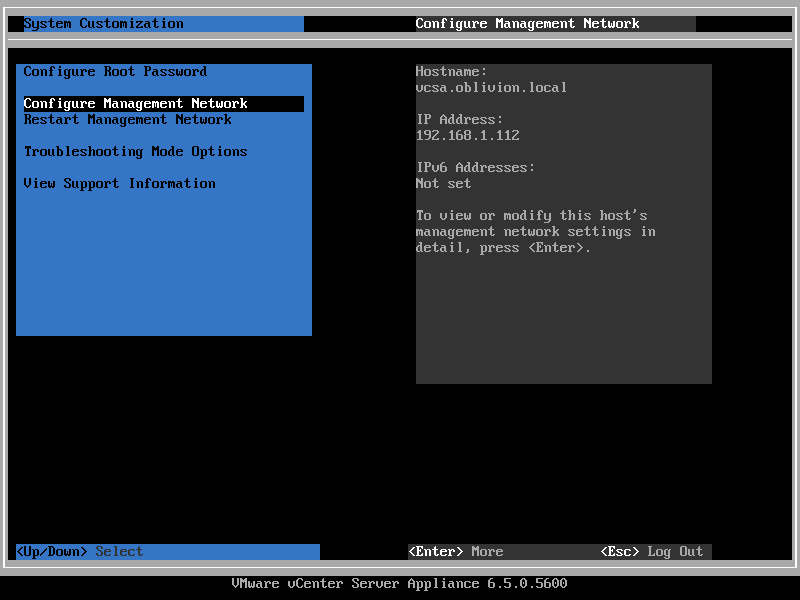 System Customization
Configure Management Network
Configure Root Password
Configure Management Network
Restart Management Network
Troubleshooting Mode Options
View Support Information
Hostname:
vcsa.oblivion.local
IP Address:
192.168.1.112
IPv6 Addresses:
Not set
To view or modify this host's
management network settings in
detail, press <Enter>.
<Up/Down> Select
<Enter> More
<Esc> Log Out
VMware vCenter Server Appliance 6.5.0.5600